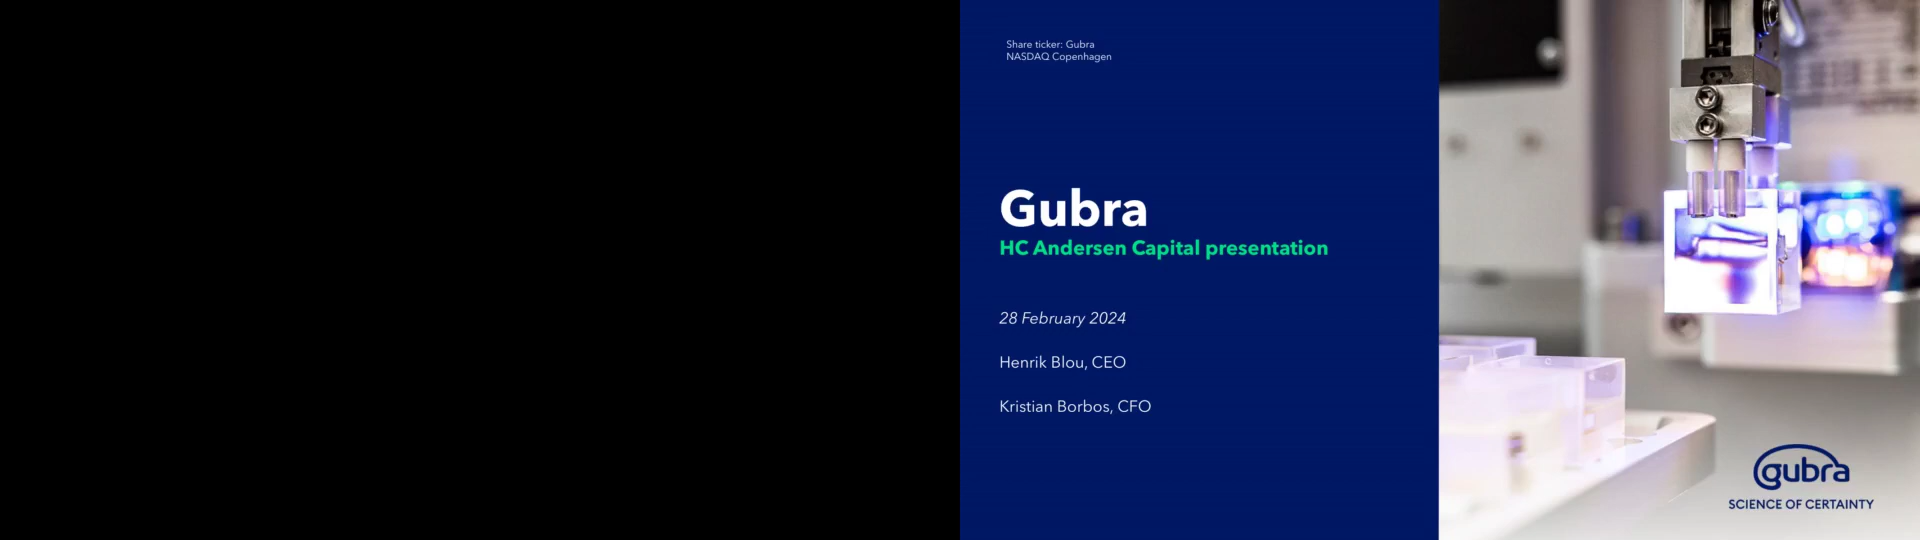 Share ticker: Gubra
NASDAQ Copenhagen
Gubra
HC Andersen Capital presentation
28 February 2024
Henrik Blou, CEO
Kristian Borbos, CFO
gubra
SCIENCE OF CERTAINTY